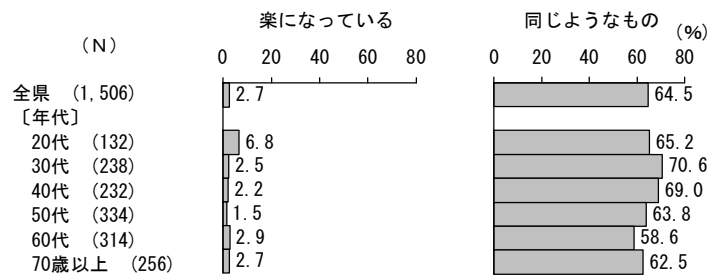 楽になっている 同じようなもの
（Ｎ） (%)
0 20 40 60 80 0 20 40 60 80
全県 (1,506) 2.7 64.5
〔年代〕
20代 (132) 6.8 65.2
30代 (238) 2.5 70.6
40代 (232) 2.2 69.0
50代 (334) 1.5 63.8
60代 (314) 2.9 58.6
70歳以上 (256) 2.7 62.5